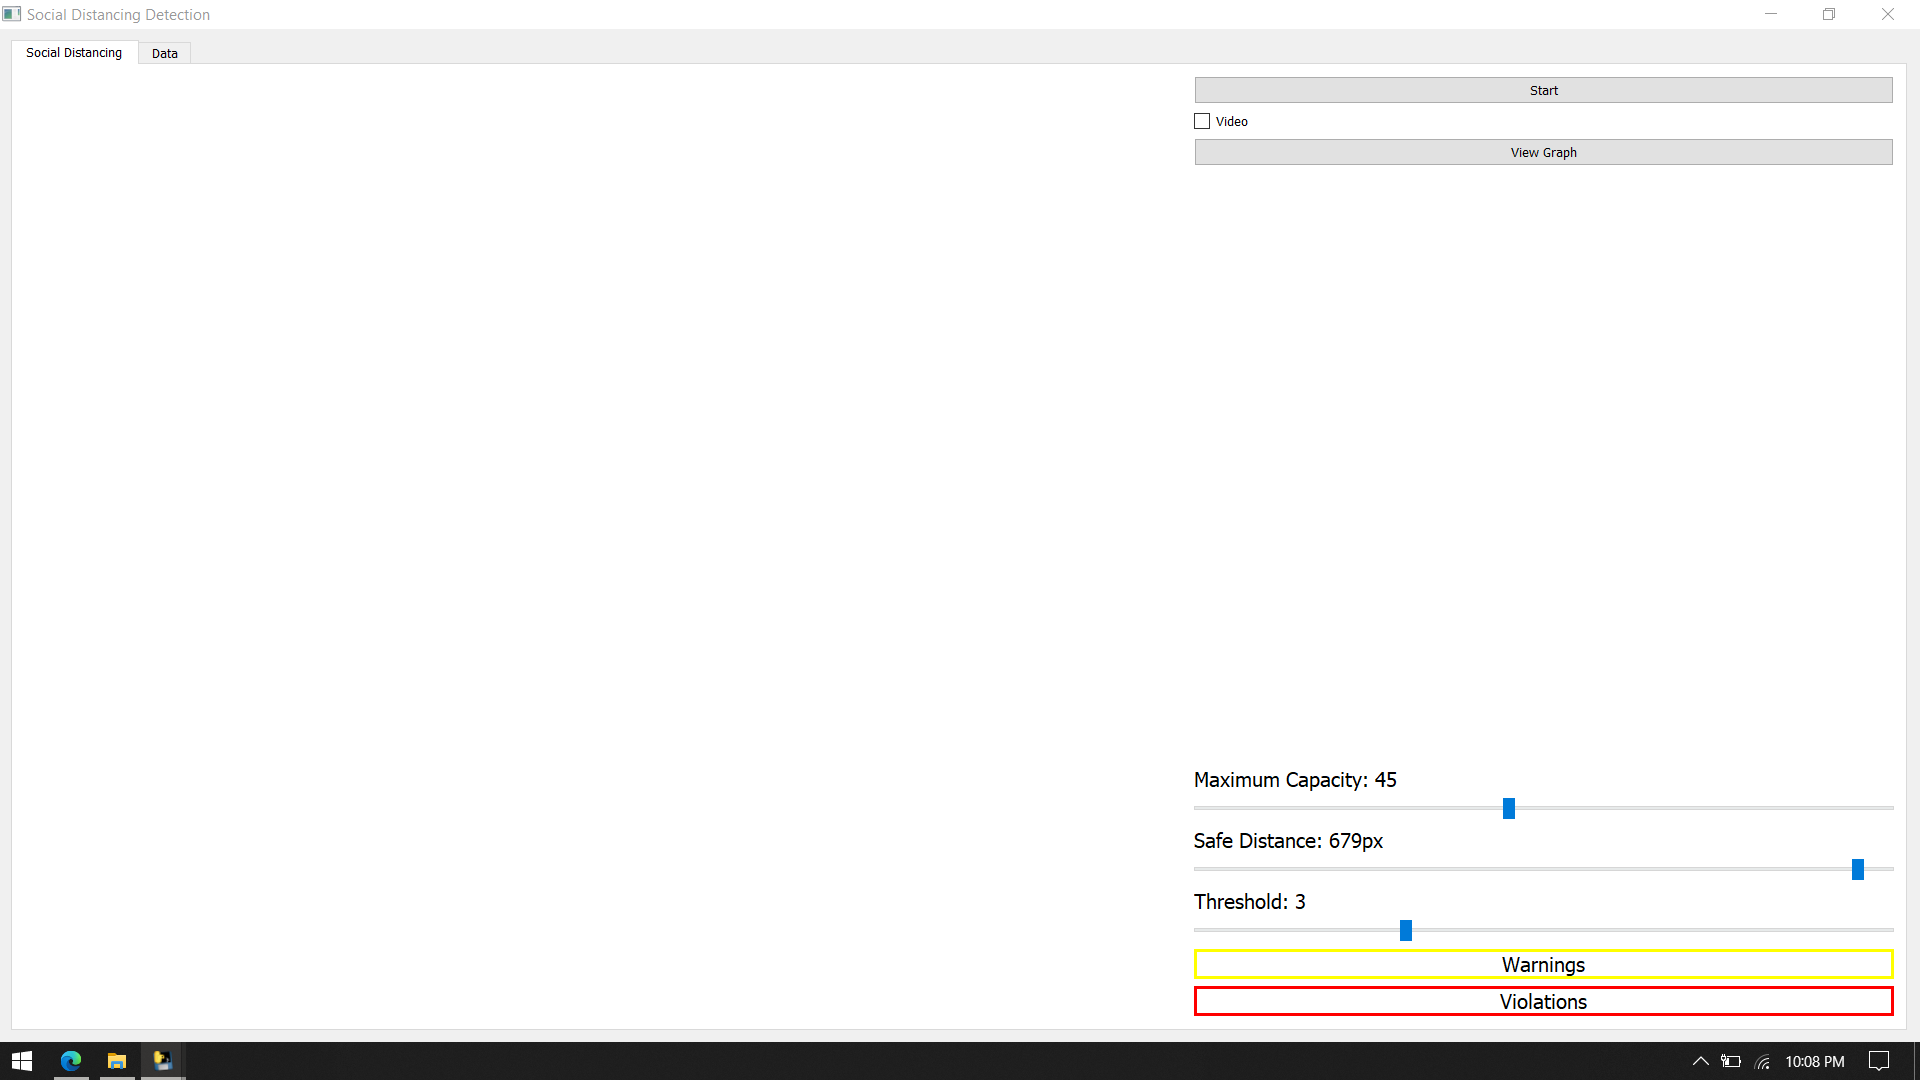 Social Distancing Detection
Social Distancing
Data
Start
Video
View Graph
Maximum Capacity: 45
Safe Distance: 679px
Threshold: 3
Warnings
Violations
10:08 PM